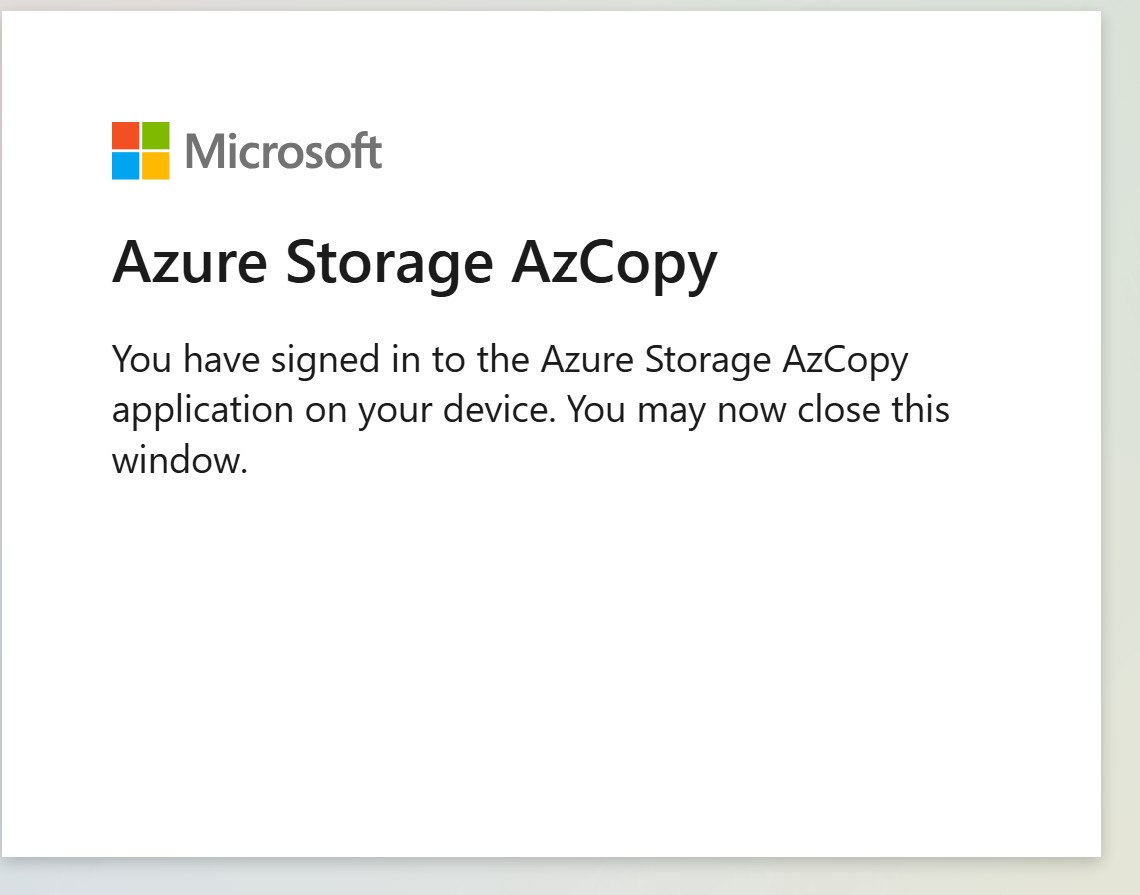 Microsoft
Azure Storage AzCopy
You have signed in to the Azure Storage AzCopy
application on your device. You may now close this
window.